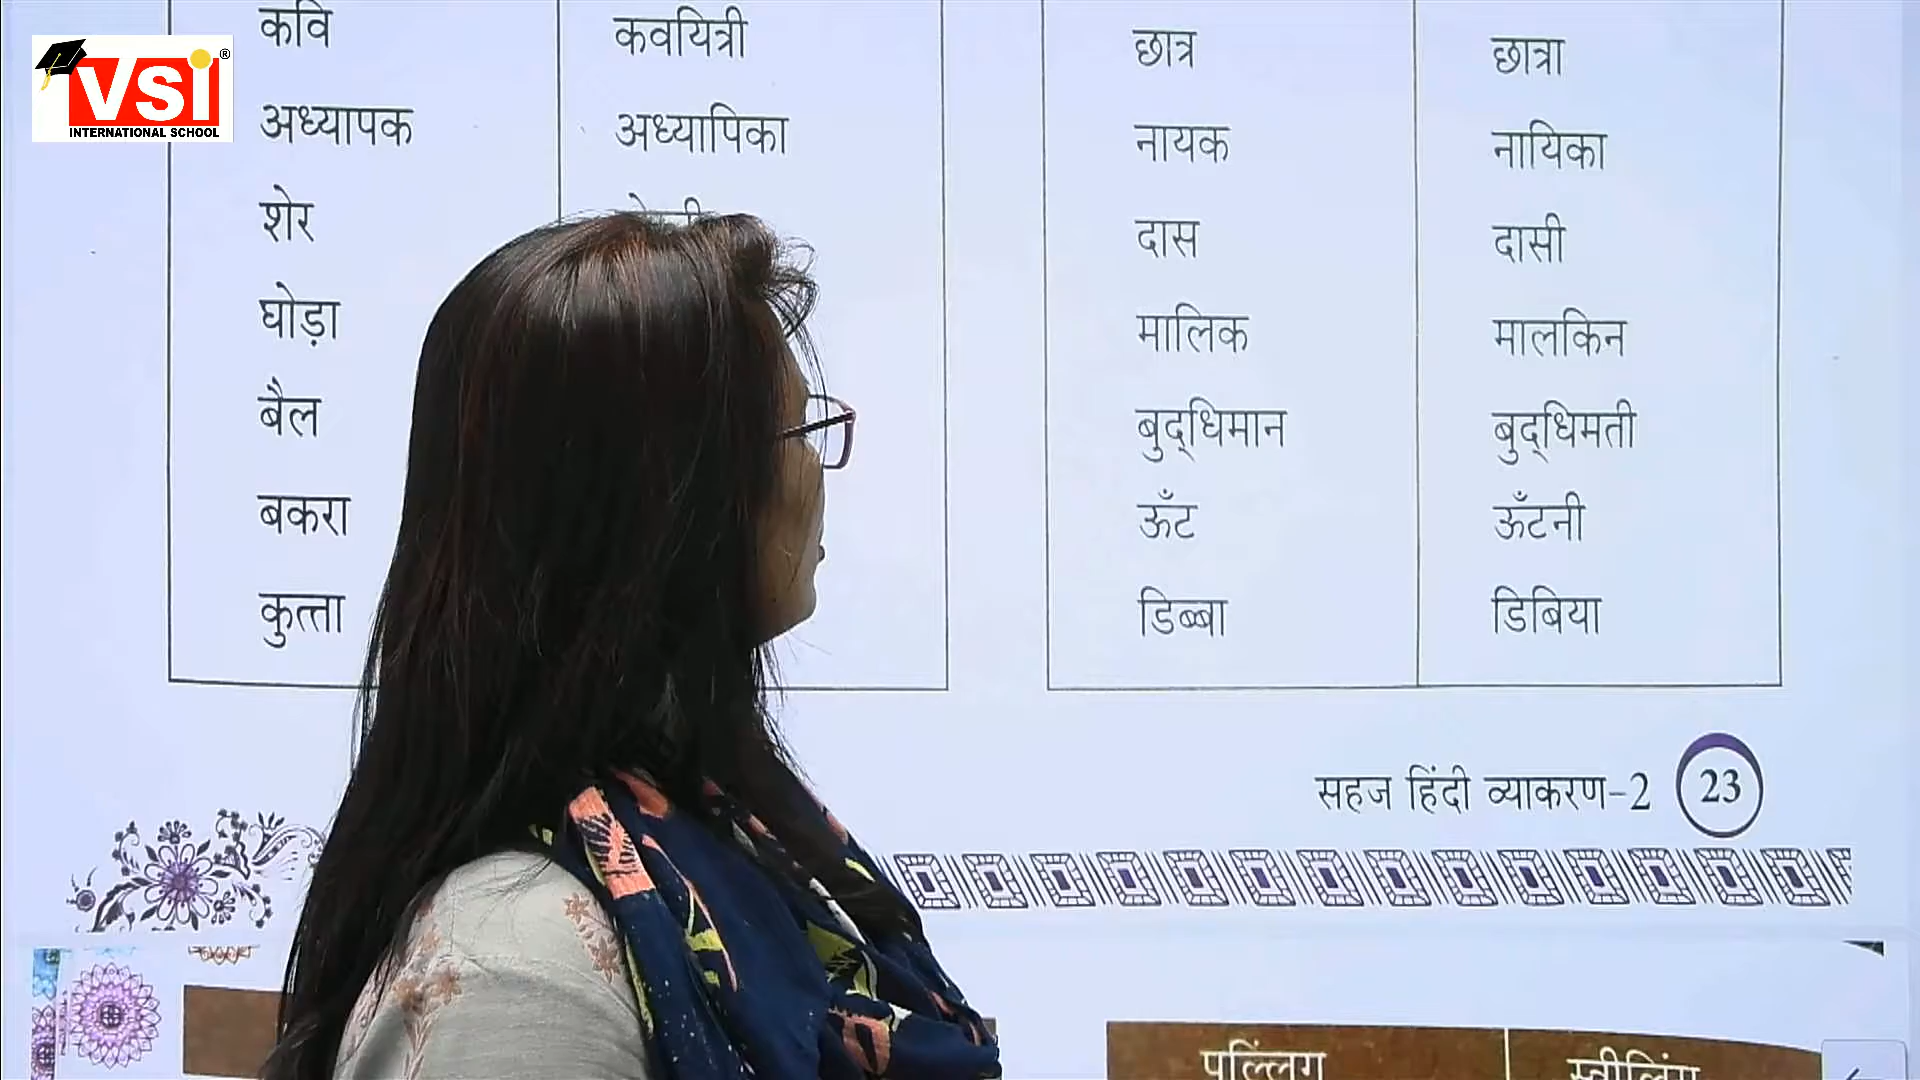 VSI®
INTERNATIONAL SCHOOL
कवि कवयित्री
अध्यापक अध्यापिका
शेर
घोड़ा
बैल
बकरा
कुत्ता
छात्र छात्रा
नायक नायिका
दास दासी
मालिक मालकिन
बुद्धिमान बुद्धिमती
ऊँट ऊँटनी
डिब्बा डिबिया
सहज हिंदी व्याकरण-2 23
पुल्लिंग स्त्रीलिंग